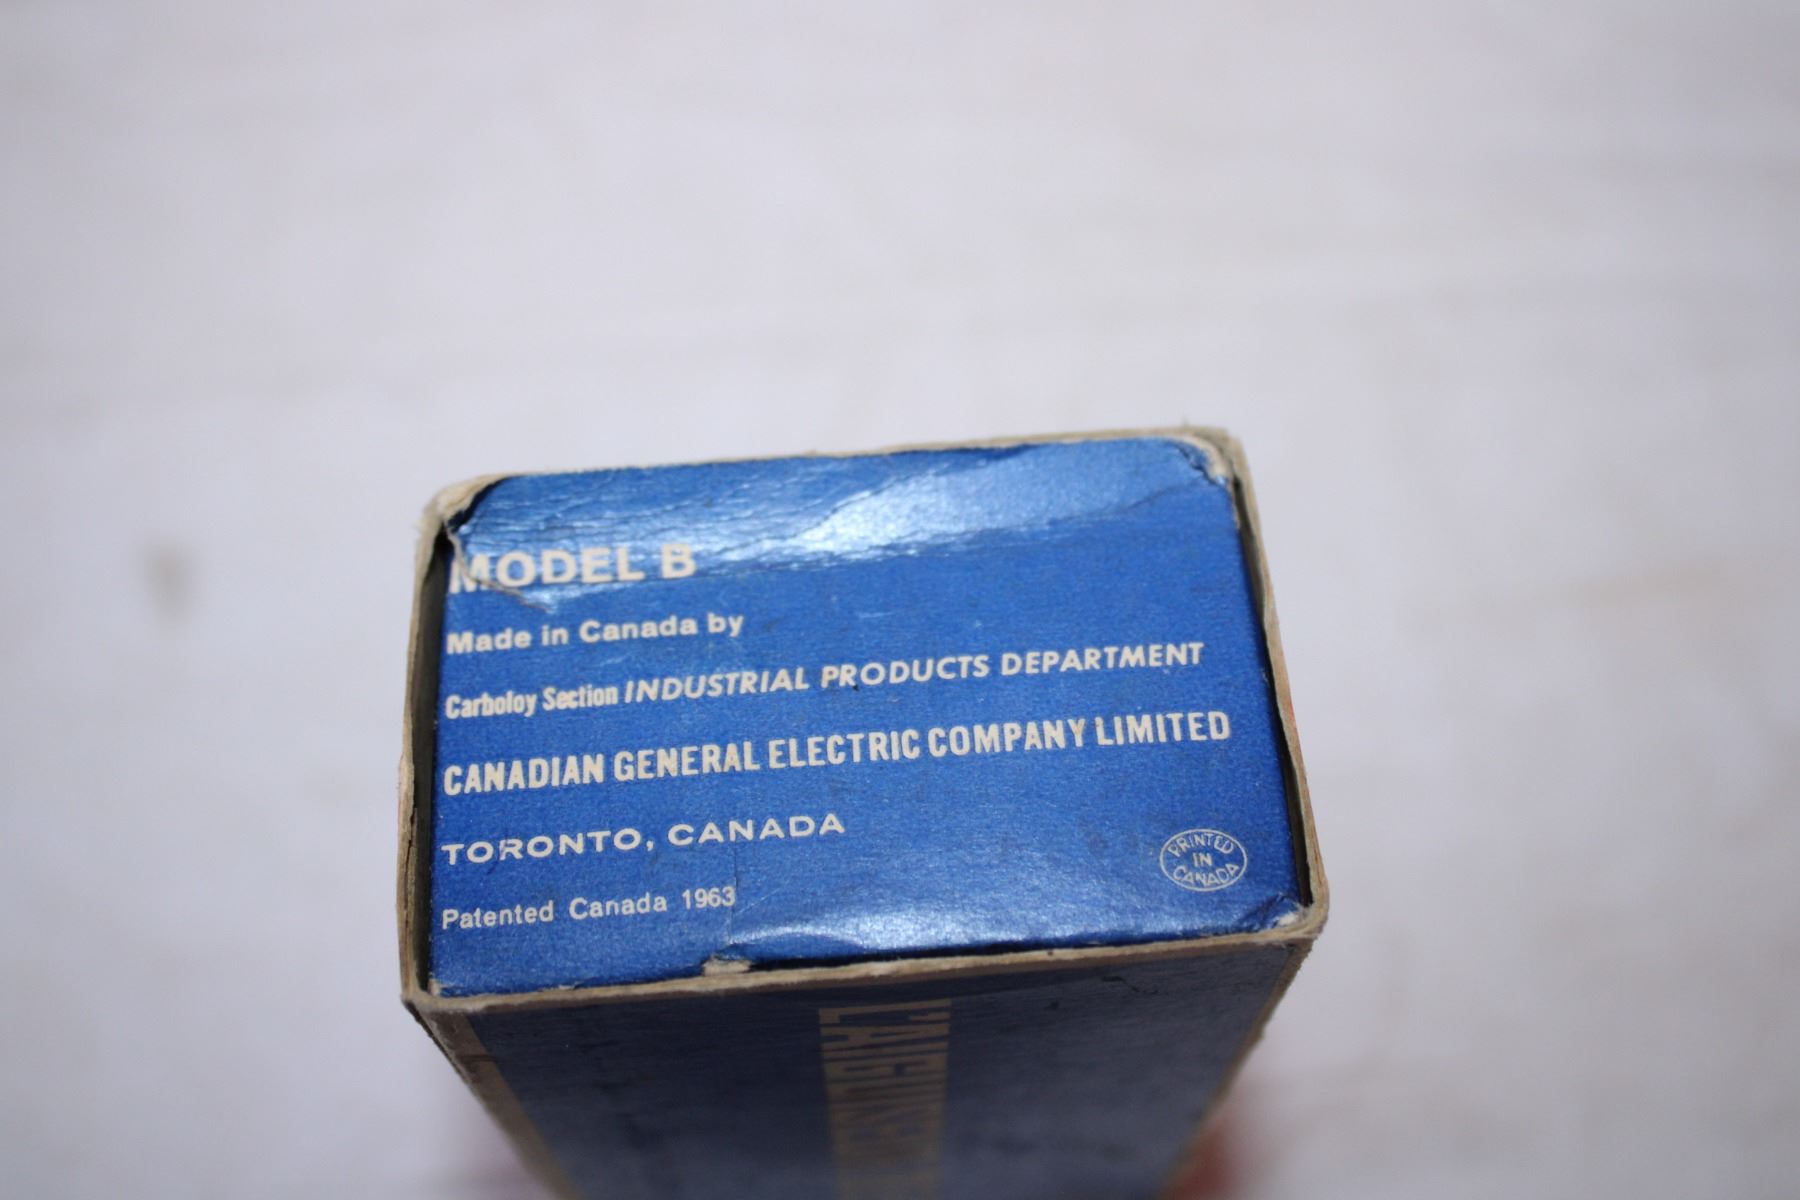 MODEL B
Made in Canada by
Carboloy Section INDUSTRIAL PRODUCTS DEPARTMENT
CANADIAN GENERAL ELECTRIC COMPANY LIMITED
TORONTO, CANADA
Patented Canada 1963
PRINTED
IN
CANADA